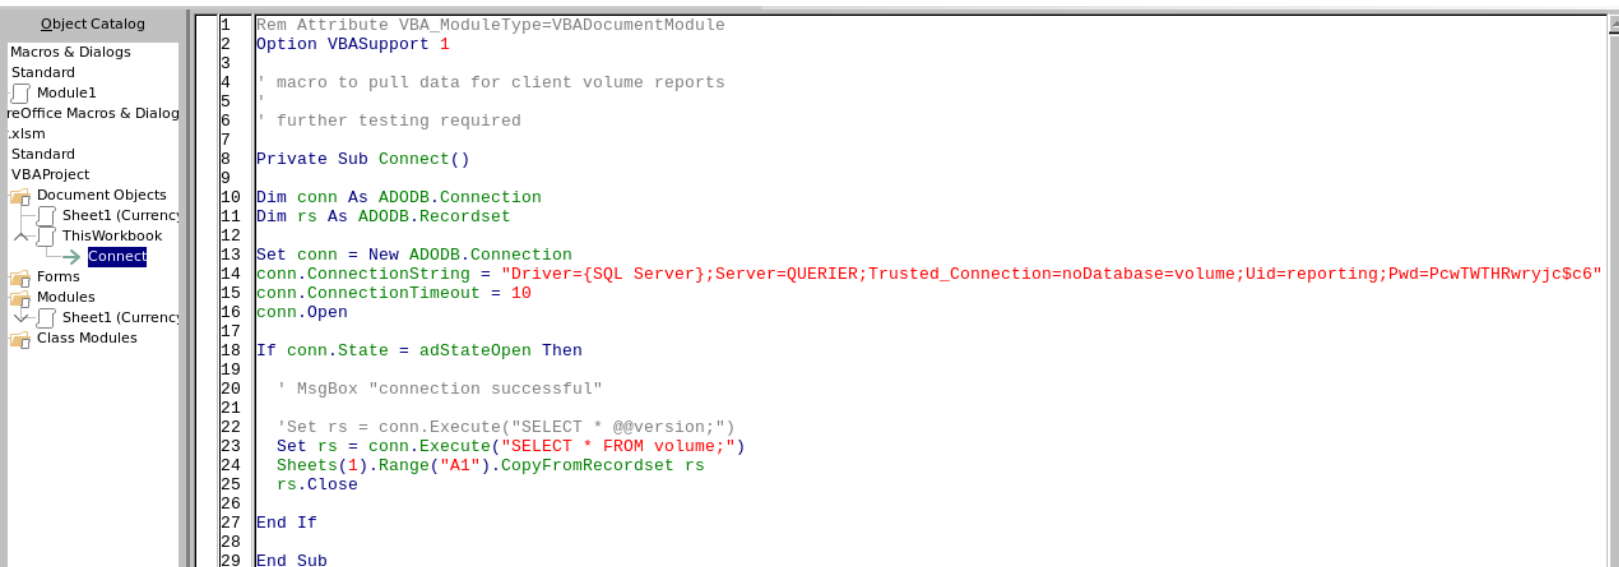 Object Catalog
Macros & Dialogs
Standard
Module1
reOffice Macros & Dialog
.xlsm
Standard
VBAProject
Document Objects
Sheet1 (Currency
ThisWorkbook
Connect
Forms
Modules
Sheet1 (Currency
Class Modules
1 Rem Attribute VBA_ModuleType=VBADocumentModule
2 Option VBASupport 1
3
4 ' macro to pull data for client volume reports
5 '
6 ' further testing required
7
8 Private Sub Connect()
9
10 Dim conn As ADODB.Connection
11 Dim rs As ADODB.Recordset
12
13 Set conn = New ADODB.Connection
14 conn.ConnectionString = "Driver={SQL Server};Server=QUERIER;Trusted_Connection=noDatabase=volume;Uid=reporting;Pwd=PcwTWTHRwryjc$c6"
15 conn.ConnectionTimeout = 10
16 conn.Open
17
18 If conn.State = adStateOpen Then
19
20   ' MsgBox "connection successful"
21
22   'Set rs = conn.Execute("SELECT * @@version;")
23   Set rs = conn.Execute("SELECT * FROM volume;")
24   Sheets(1).Range("A1").CopyFromRecordset rs
25   rs.Close
26
27 End If
28
29 End Sub